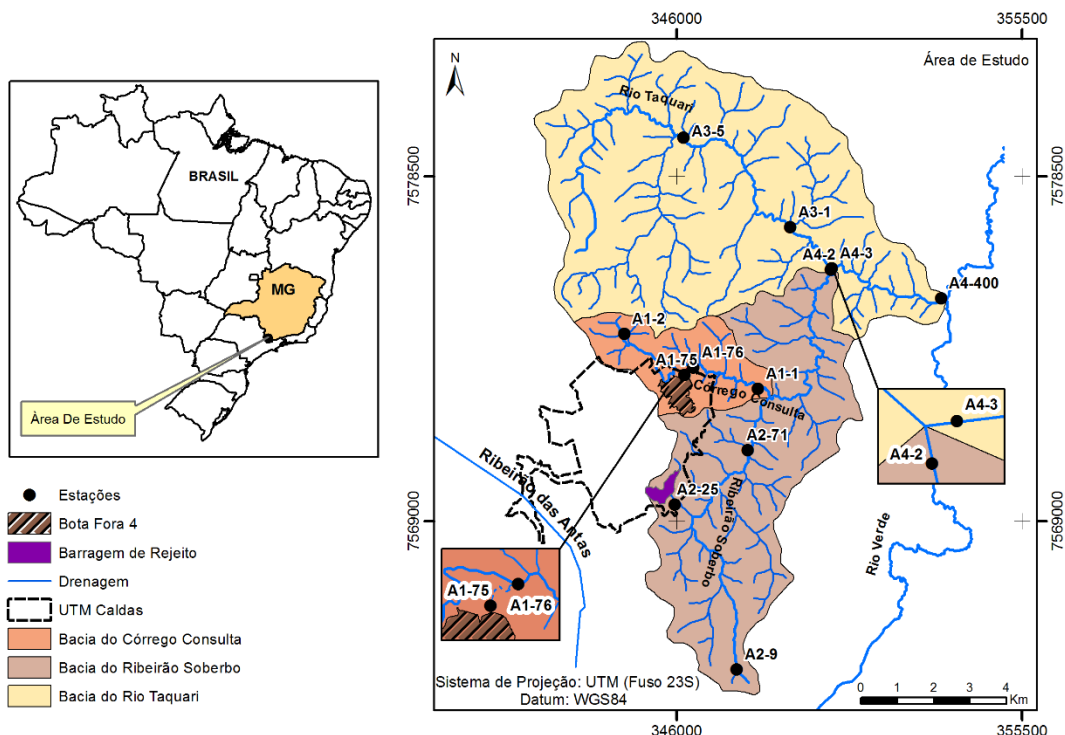 BRASIL
MG
Área De Estudo
Estações
Bota Fora 4
Barragem de Rejeito
Drenagem
UTM Caldas
Bacia do Córrego Consulta
Bacia do Ribeirão Soberbo
Bacia do Rio Taquari
346000
355500
N
Área de Estudo
Rio Taquari
A3-5
7578500
7578500
A3-1
A4-2
A4-3
A4-400
A1-2
A1-75
A1-76
A1-1
Córrego Consulta
A2-71
A4-3
A4-2
A2-25
Ribeirão das Antas
Ribeirão Soberbo
Rio Verde
7569000
7569000
A1-75
A1-76
A2-9
Sistema de Projeção: UTM (Fuso 23S)
Datum: WGS84
0 1 2 3 4
Km
346000
355500